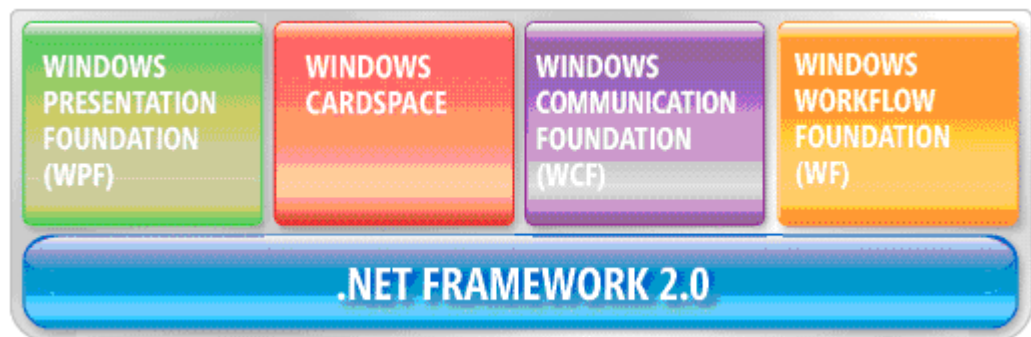 WINDOWS
PRESENTATION
FOUNDATION
(WPF)
WINDOWS
CARDSPACE
WINDOWS
COMMUNICATION
FOUNDATION
(WCF)
WINDOWS
WORKFLOW
FOUNDATION
(WF)
.NET FRAMEWORK 2.0